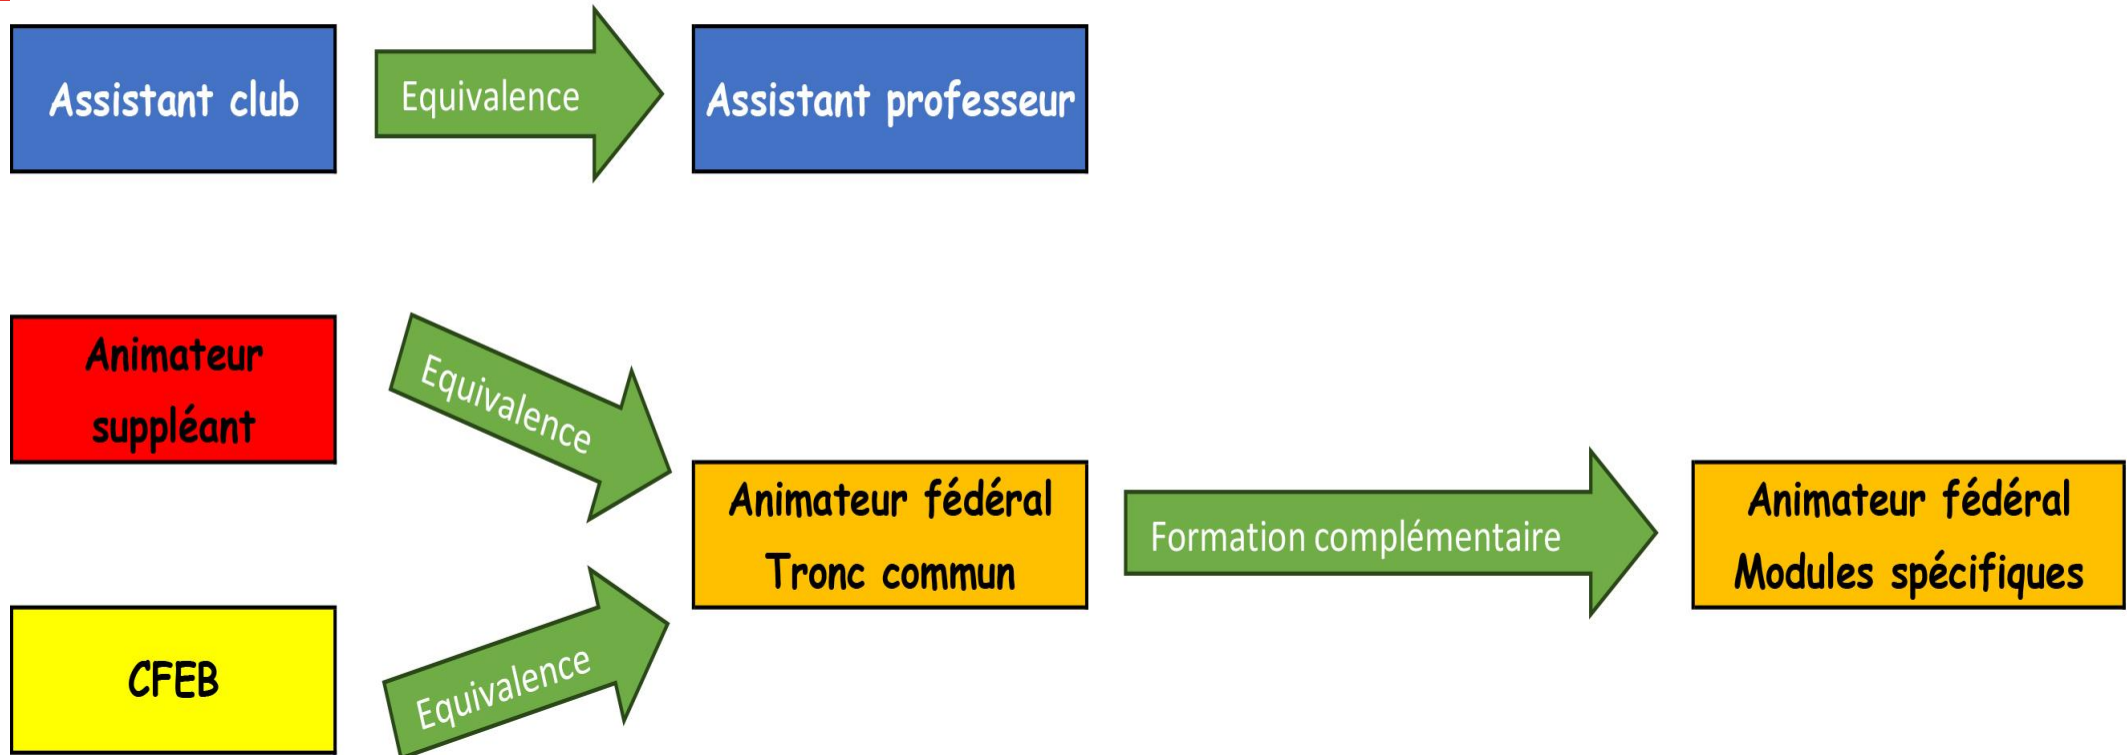 Assistant club
Equivalence
Assistant professeur
Animateur
suppléant
Equivalence
Animateur fédéral
Tronc commun
Formation complémentaire
Animateur fédéral
Modules spécifiques
CFEB
Equivalence